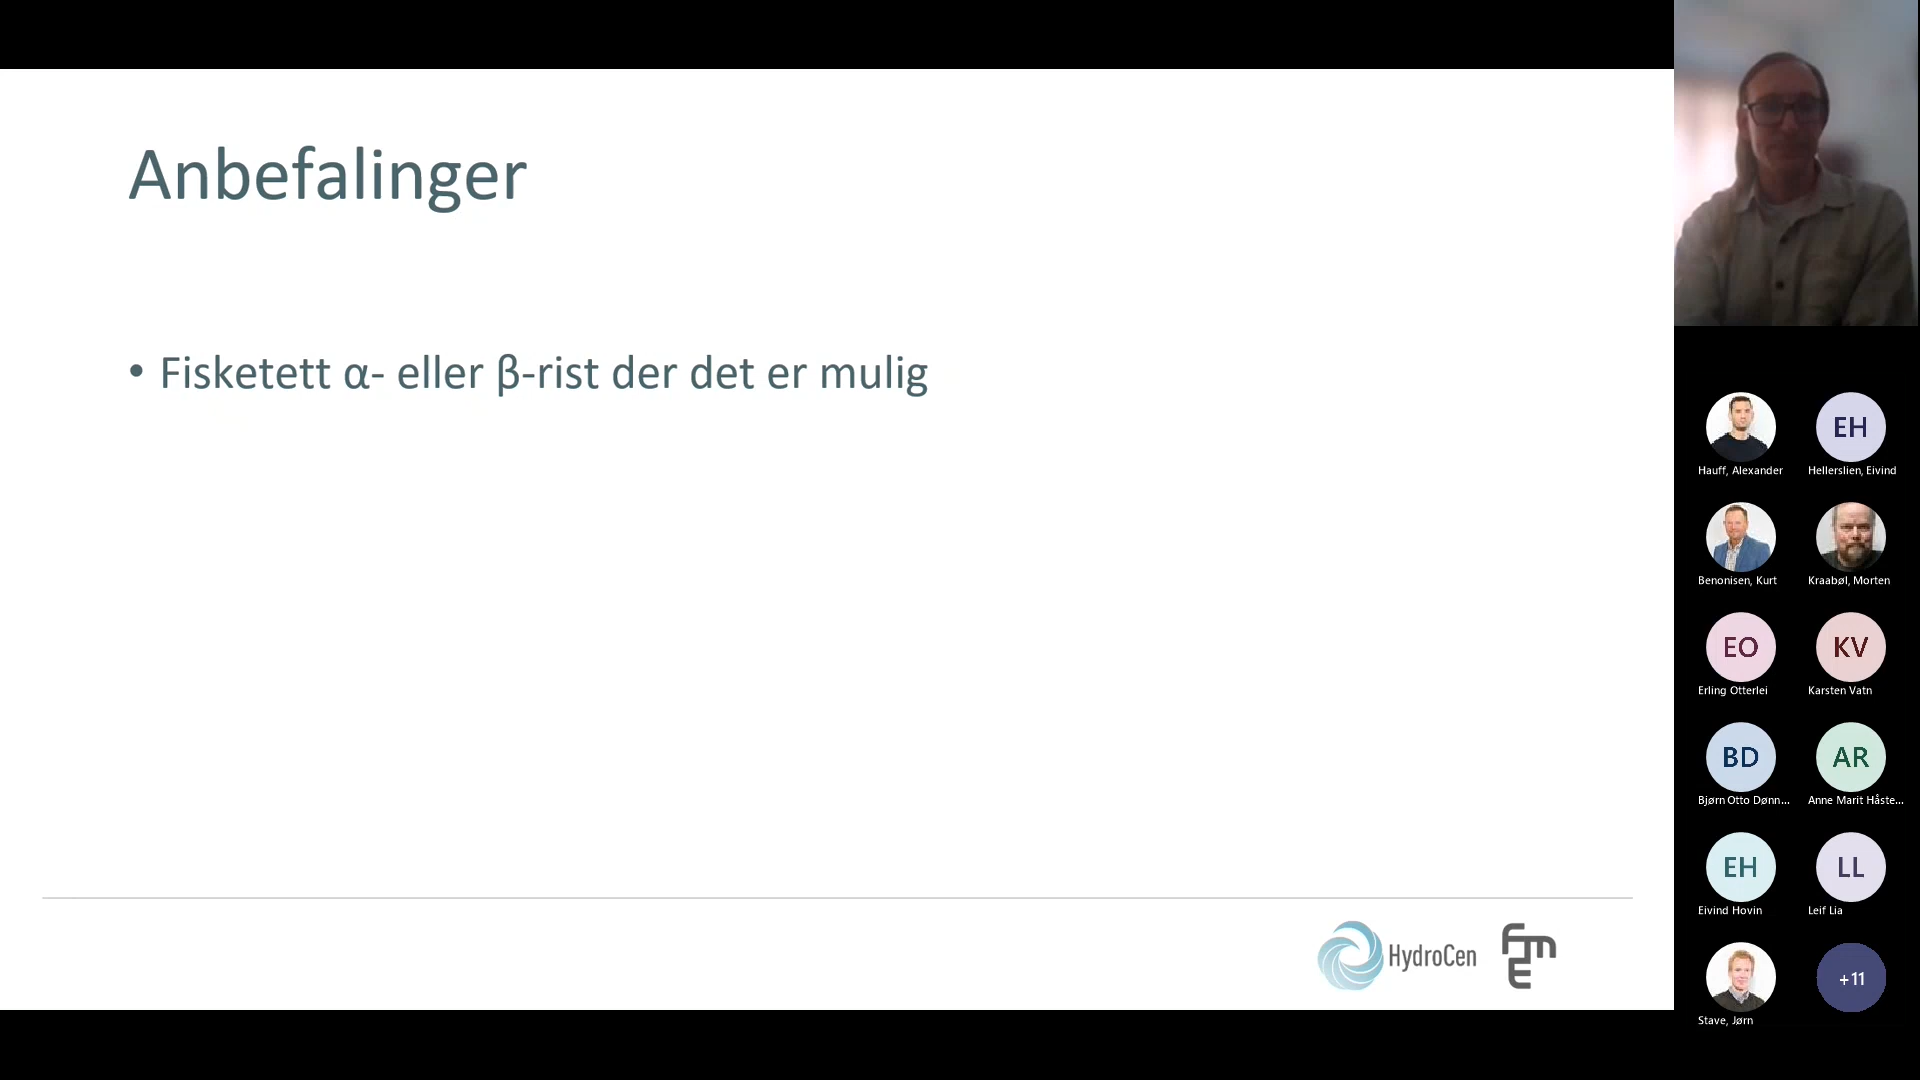 Anbefalinger
• Fisketett α- eller β-rist der det er mulig
HydroCen
FME
Hauff, Alexander
EH
Hellerslien, Eivind
Benonisen, Kurt
Kraabøl, Morten
EO
Erling Otterlei
KV
Karsten Vatn
BD
Bjørn Otto Dønn...
AR
Anne Marit Håste...
EH
Eivind Hovin
LL
Leif Lia
Stave, Jørn
+11